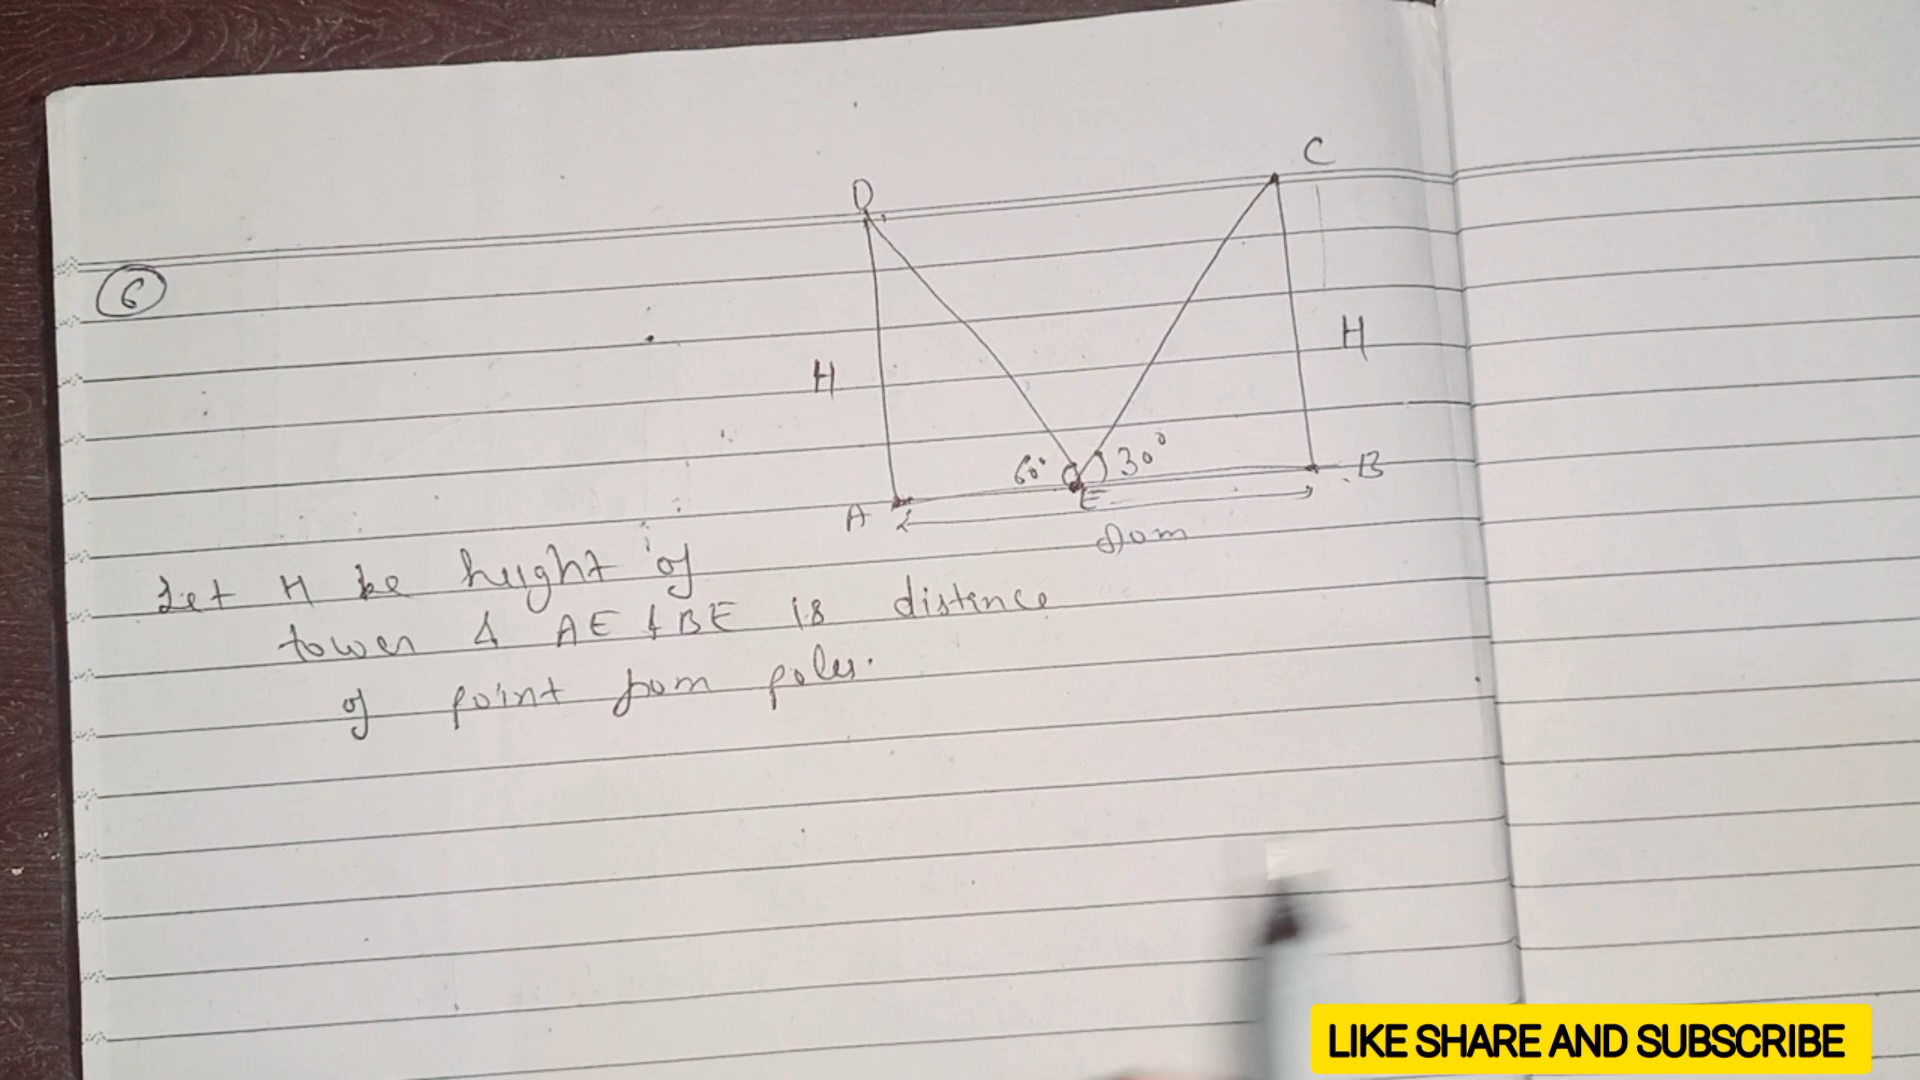 C
D
6
H
H
60° 30°
A E B
80m
Let H be height of
tower & AE & BE is distance
of point from poles.
LIKE SHARE AND SUBSCRIBE